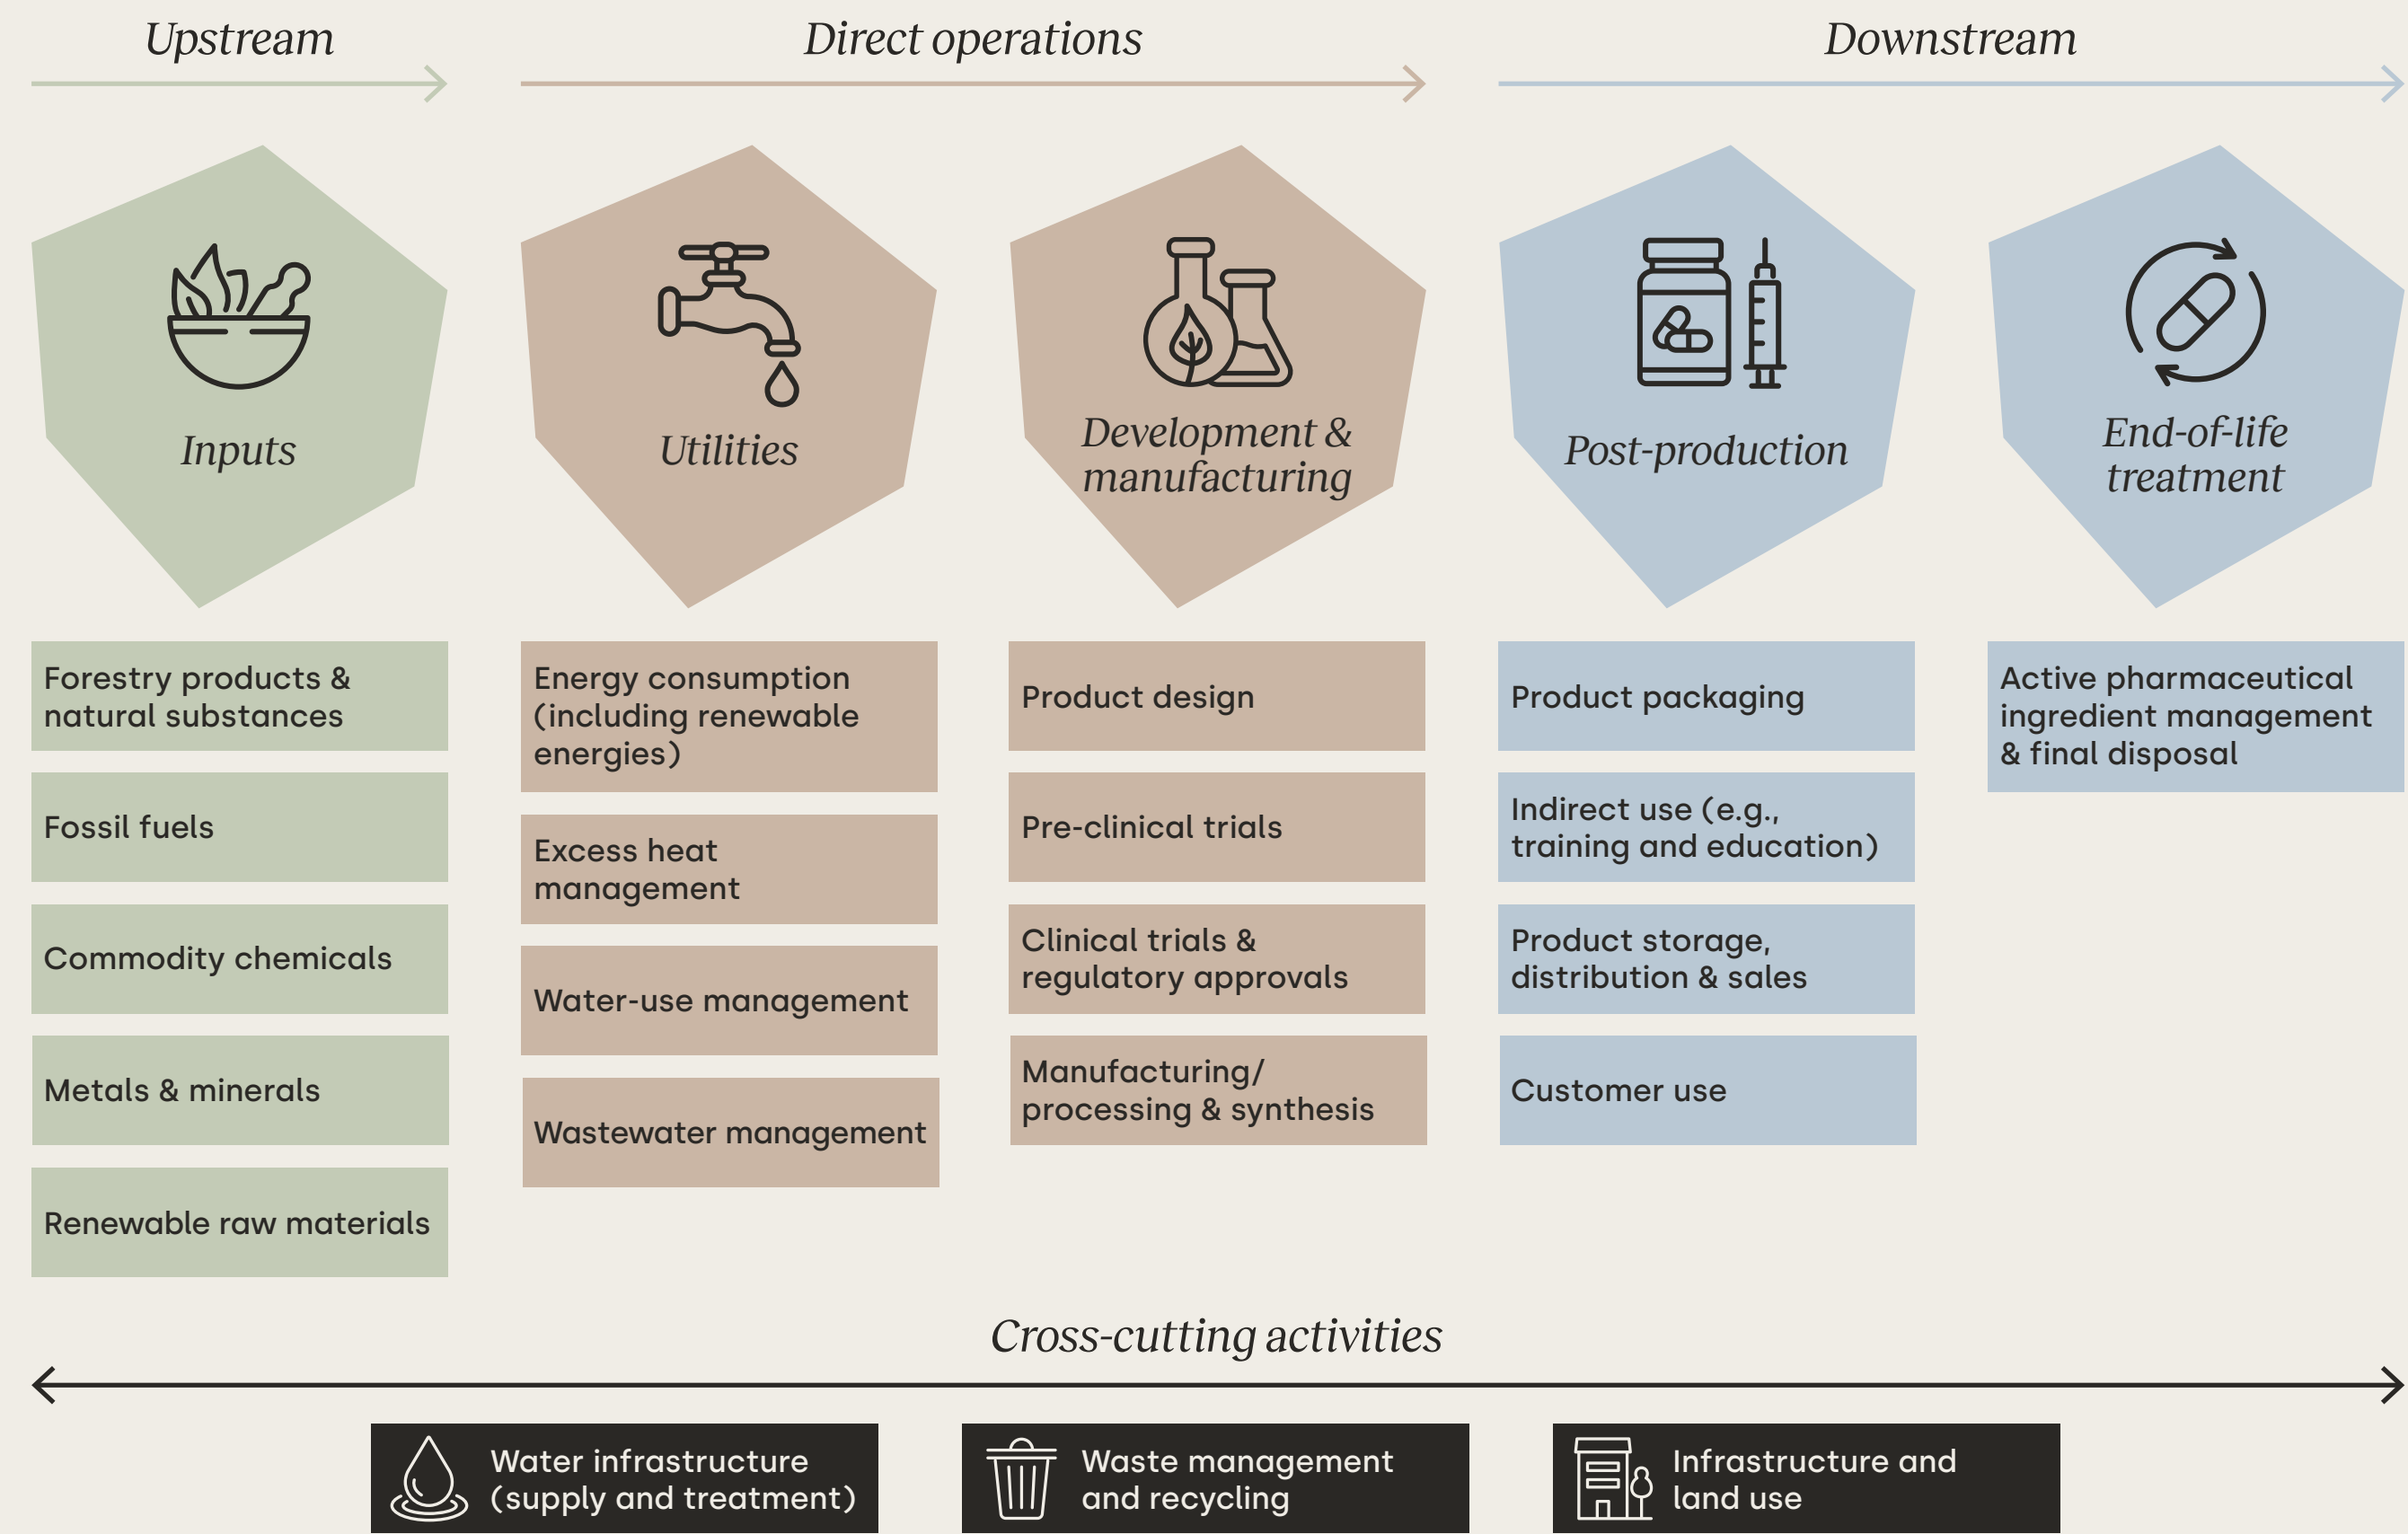 Upstream
Direct operations
Downstream
Inputs
Utilities
Development &
manufacturing
Post-production
End-of-life
treatment
Forestry products &
natural substances
Fossil fuels
Commodity chemicals
Metals & minerals
Renewable raw materials
Energy consumption
(including renewable
energies)
Excess heat
management
Water-use management
Wastewater management
Product design
Pre-clinical trials
Clinical trials &
regulatory approvals
Manufacturing/
processing & synthesis
Product packaging
Indirect use (e.g.,
training and education)
Product storage,
distribution & sales
Customer use
Active pharmaceutical
ingredient management
& final disposal
Cross-cutting activities
Water infrastructure
(supply and treatment)
Waste management
and recycling
Infrastructure and
land use